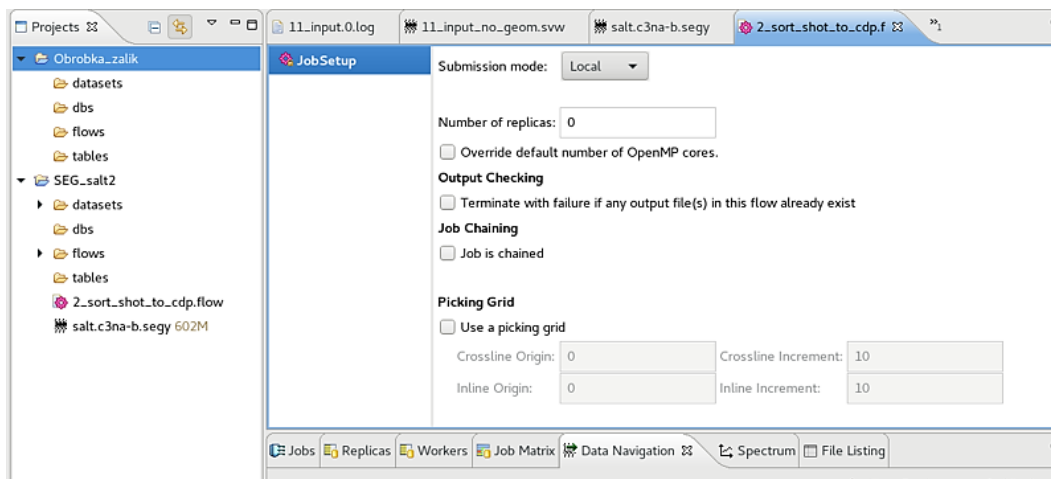 Projects
Obrobka_zalik
datasets
dbs
flows
tables
SEG_salt2
datasets
dbs
flows
tables
2_sort_shot_to_cdp.flow
salt.c3na-b.segy 602M
11_input.0.log 11_input_no_geom.svw salt.c3na-b.segy 2_sort_shot_to_cdp.f »1
JobSetup
Submission mode: Local
Number of replicas: 0
Override default number of OpenMP cores.
Output Checking
Terminate with failure if any output file(s) in this flow already exist
Job Chaining
Job is chained
Picking Grid
Use a picking grid
Crossline Origin: 0 Crossline Increment: 10
Inline Origin: 0 Inline Increment: 10
Jobs Replicas Workers Job Matrix Data Navigation Spectrum File Listing